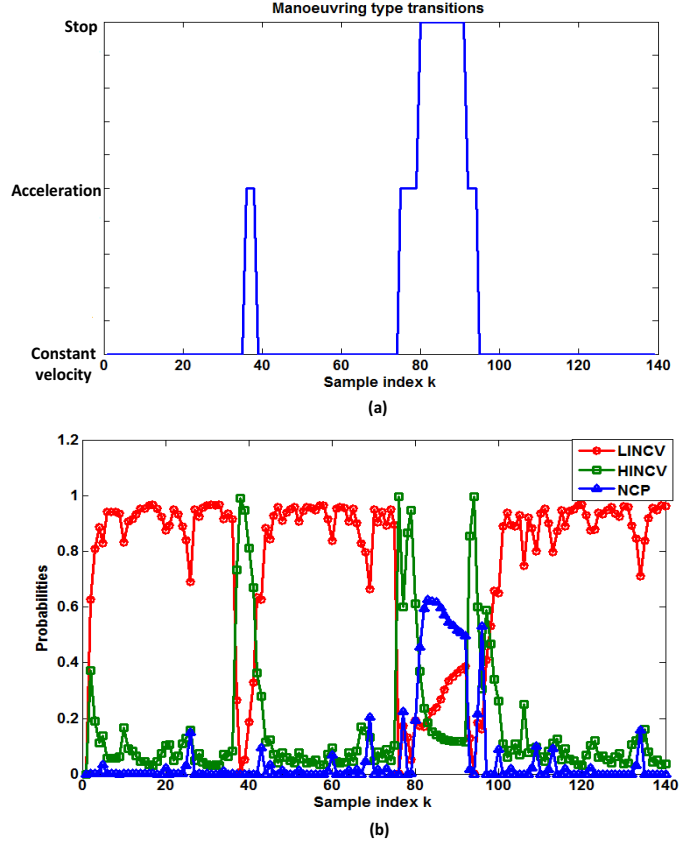 Manoeuvring type transitions
Stop
Acceleration
Constant
velocity
0
20
40
60
80
100
120
140
Sample index k
(a)
1.2
1
0.8
0.6
0.4
0.2
0
Probabilities
LINCV
HINCV
NCP
0
20
40
60
80
100
120
140
Sample index k
(b)